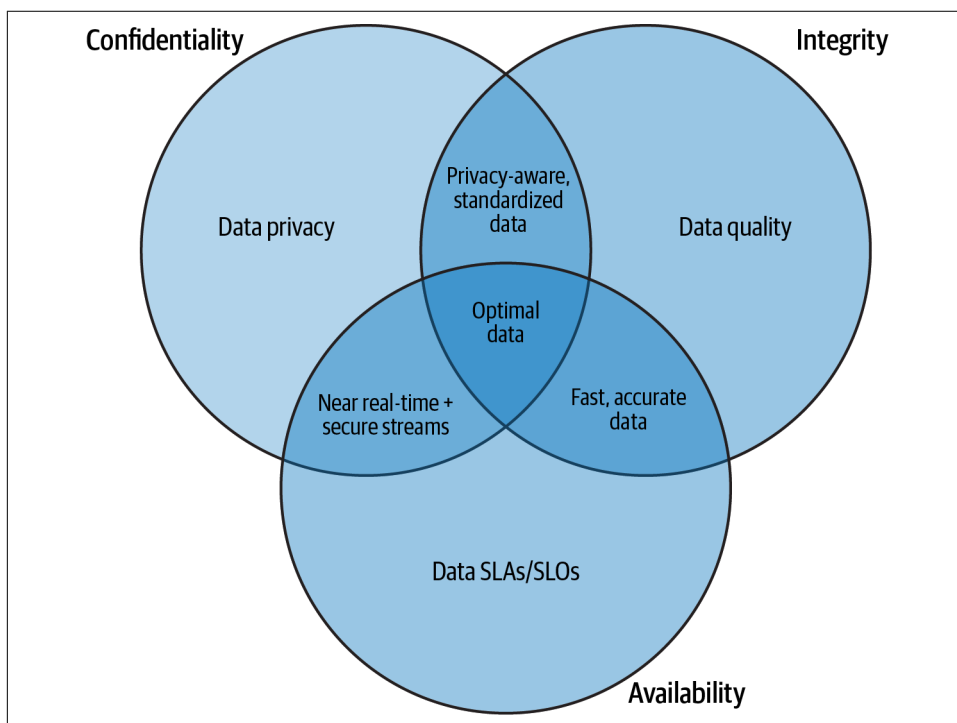 Confidentiality
Integrity
Privacy-aware,
standardized
data
Data privacy
Data quality
Optimal
data
Near real-time +
secure streams
Fast, accurate
data
Data SLAs/SLOs
Availability